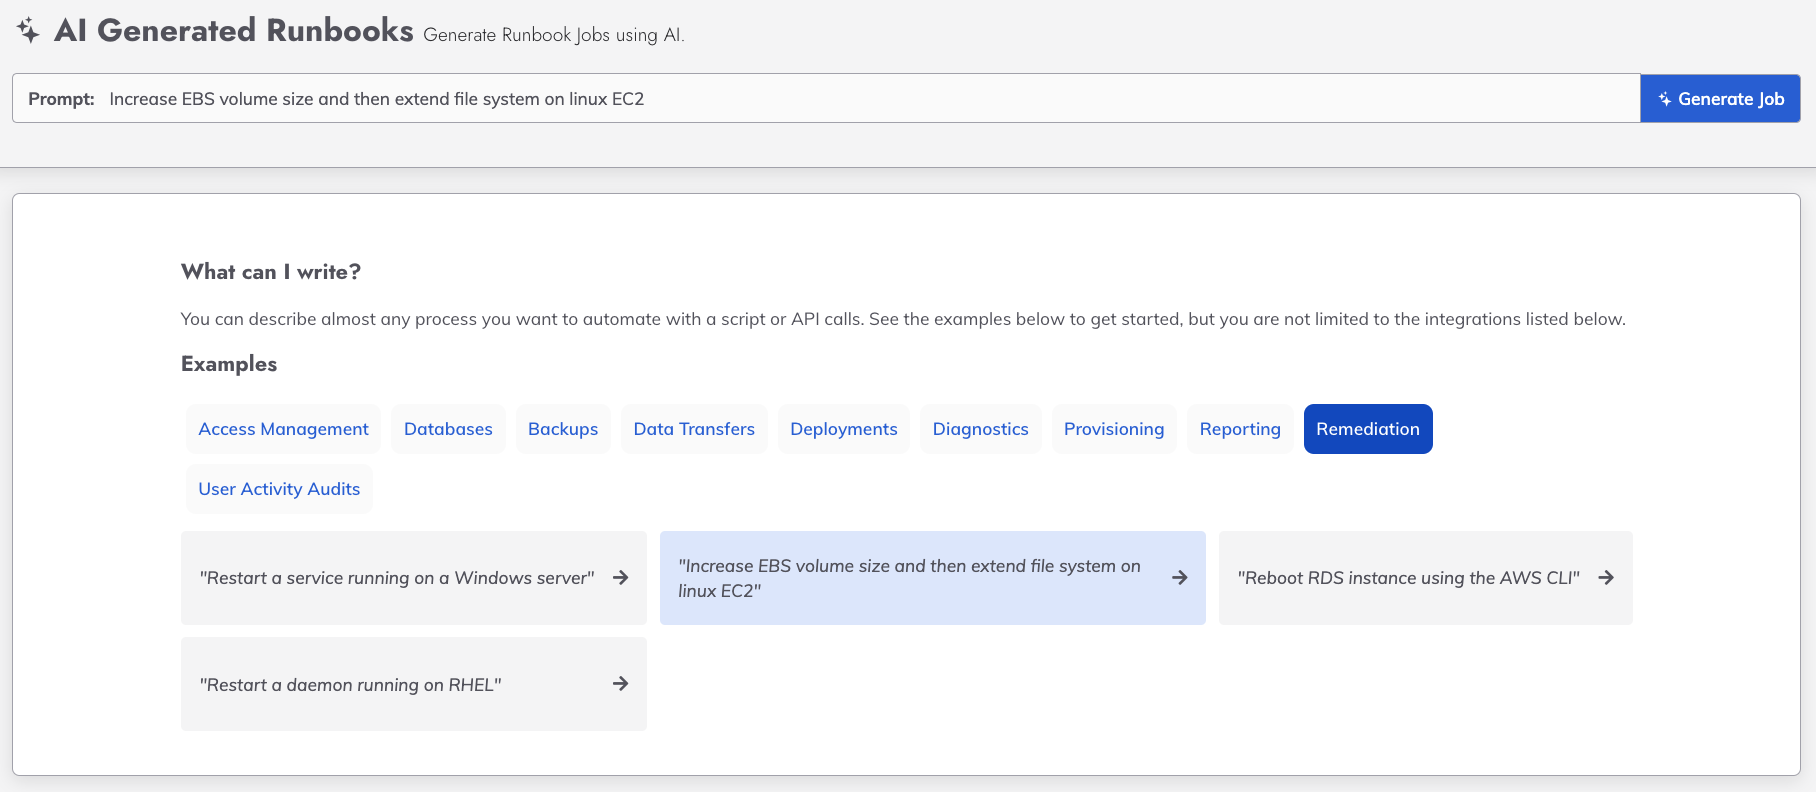 AI Generated Runbooks Generate Runbook Jobs using AI.
Prompt: Increase EBS volume size and then extend file system on linux EC2
Generate Job
What can I write?
You can describe almost any process you want to automate with a script or API calls. See the examples below to get started, but you are not limited to the integrations listed below.
Examples
Access Management Databases Backups Data Transfers Deployments Diagnostics Provisioning Reporting Remediation
User Activity Audits
"Restart a service running on a Windows server"
"Increase EBS volume size and then extend file system on
linux EC2"
"Reboot RDS instance using the AWS CLI"
"Restart a daemon running on RHEL"